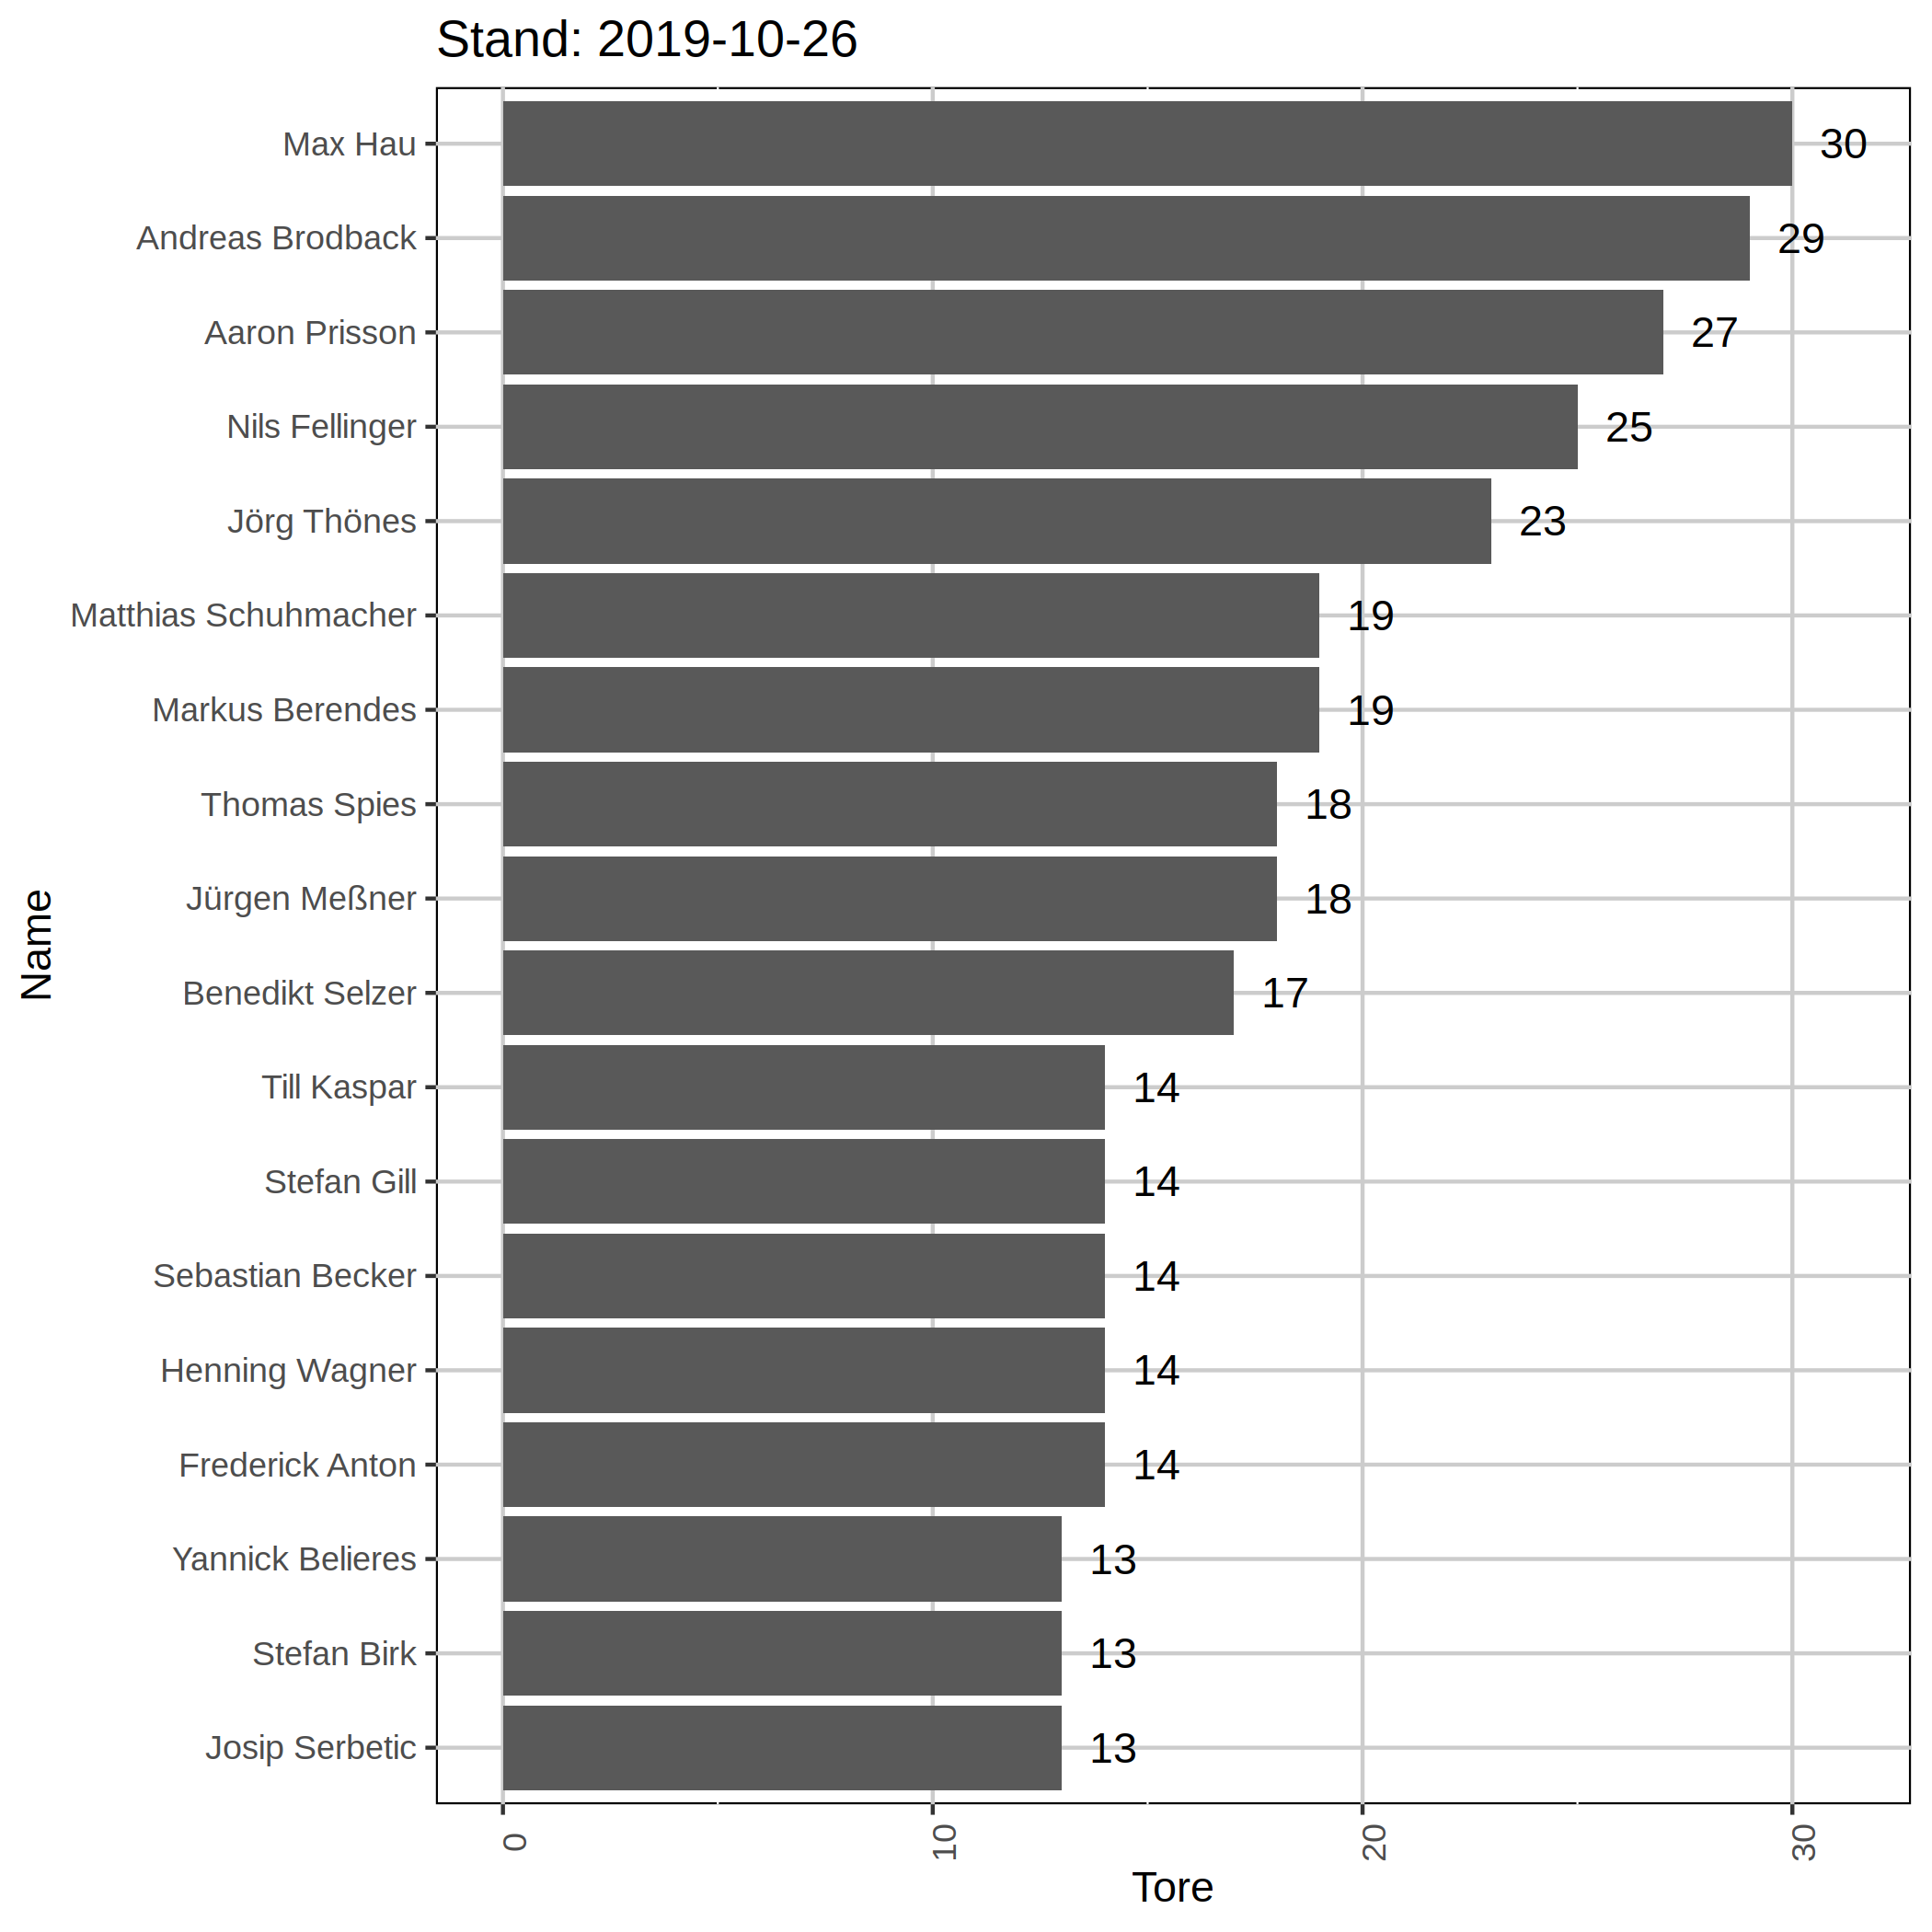 Stand: 2019-10-26
Max Hau 30
Andreas Brodback 29
Aaron Prisson 27
Nils Fellinger 25
Jörg Thönes 23
Matthias Schuhmacher 19
Markus Berendes 19
Thomas Spies 18
Jürgen Meßner 18
Benedikt Selzer 17
Till Kaspar 14
Stefan Gill 14
Sebastian Becker 14
Henning Wagner 14
Frederick Anton 14
Yannick Belieres 13
Stefan Birk 13
Josip Serbetic 13
Name
0 10 20 30
Tore